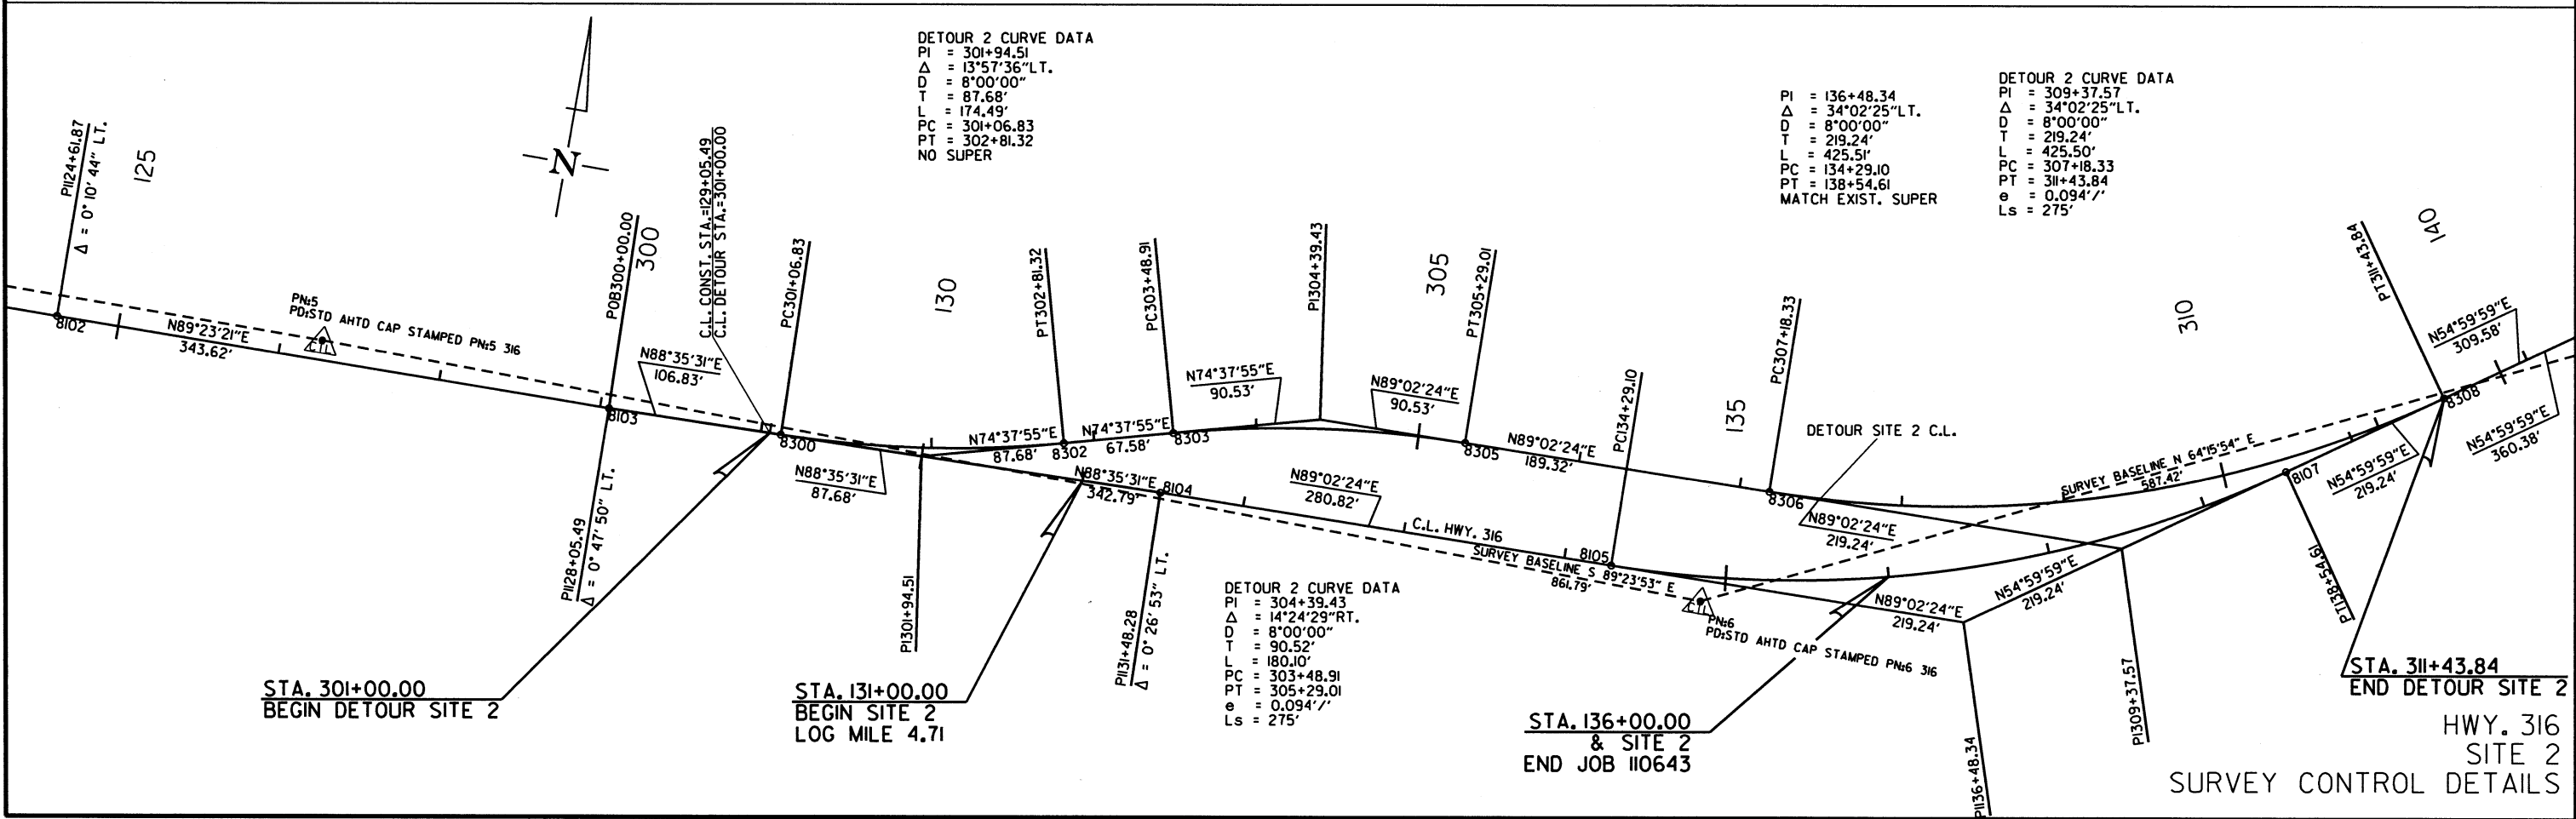 DETOUR 2 CURVE DATA
PI = 301+94.51
Δ = 13°57'36"LT.
D = 8°00'00"
T = 87.68'
L = 174.49'
PC = 301+06.83
PT = 302+81.32
NO SUPER
PI = 136+48.34
Δ = 34°02'25"LT.
D = 8°00'00"
T = 219.24'
L = 425.51'
PC = 134+29.10
PT = 138+54.61
MATCH EXIST. SUPER
DETOUR 2 CURVE DATA
PI = 309+37.57
Δ = 34°02'25"LT.
D = 8°00'00"
T = 219.24'
L = 425.50'
PC = 307+18.33
PT = 311+43.84
e = 0.094'/'
Ls = 275'
PI124+61.87
Δ = 0° 10' 44" LT.
125
N
POB300+00.00
300
C.L. CONST. STA.=129+05.49
C.L. DETOUR STA.=301+00.00
PC301+06.83
130
PT302+81.32
PC303+48.91
PI304+39.43
305
PT305+29.01
PC134+29.10
135
PC307+18.33
DETOUR SITE 2 C.L.
310
PT311+43.84
140
8102
N89°23'21"E
343.62'
PN:5
PD:STD AHTD CAP STAMPED PN:5 316
CTL
8103
N88°35'31"E
106.83'
8300
N88°35'31"E
87.68'
N74°37'55"E
87.68'
8302
N74°37'55"E
67.58'
8303
N74°37'55"E
90.53'
N89°02'24"E
90.53'
8305
N89°02'24"E
189.32'
8306
N89°02'24"E
219.24'
SURVEY BASELINE N 64°15'54" E
587.42'
N54°59'59"E
309.58'
8308
N54°59'59"E
360.38'
N54°59'59"E
219.24'
8107
N88°35'31"E
342.79'
8104
N89°02'24"E
280.82'
C.L. HWY. 316
8105
SURVEY BASELINE S 89°23'53" E
861.79'
CTL
PN:6
PD:STD AHTD CAP STAMPED PN:6 316
N89°02'24"E
219.24'
N54°59'59"E
219.24'
PI128+05.49
Δ = 0° 47' 50" LT.
PI301+94.51
PI131+48.28
Δ = 0° 26' 53" LT.
DETOUR 2 CURVE DATA
PI = 304+39.43
Δ = 14°24'29"RT.
D = 8°00'00"
T = 90.52'
L = 180.10'
PC = 303+48.91
PT = 305+29.01
e = 0.094'/'
Ls = 275'
PI136+48.34
PI309+37.57
PT138+54.61
STA. 301+00.00
BEGIN DETOUR SITE 2
STA. 131+00.00
BEGIN SITE 2
LOG MILE 4.71
STA. 136+00.00
& SITE 2
END JOB 110643
STA. 311+43.84
END DETOUR SITE 2
HWY. 316
SITE 2
SURVEY CONTROL DETAILS